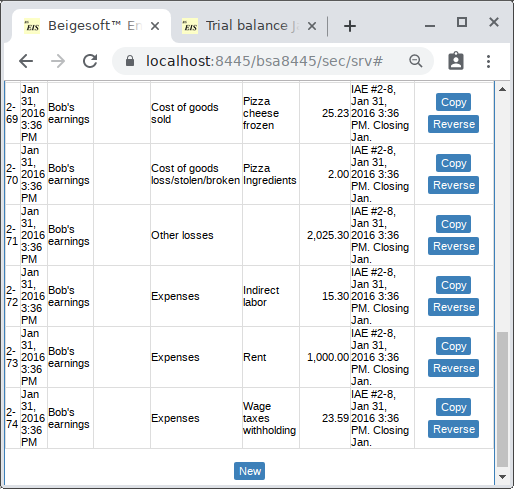 EIS Beigesoft™ En
EIS Trial balance Ja
localhost:8445/bsa8445/sec/srv#
2-69 Jan 31, 2016 3:36 PM Bob's earnings Cost of goods sold Pizza cheese frozen 25.23 IAE #2-8, Jan 31, 2016 3:36 PM. Closing Jan. Copy Reverse
2-70 Jan 31, 2016 3:36 PM Bob's earnings Cost of goods loss/stolen/broken Pizza Ingredients 2.00 IAE #2-8, Jan 31, 2016 3:36 PM. Closing Jan. Copy Reverse
2-71 Jan 31, 2016 3:36 PM Bob's earnings Other losses 2,025.30 IAE #2-8, Jan 31, 2016 3:36 PM. Closing Jan. Copy Reverse
2-72 Jan 31, 2016 3:36 PM Bob's earnings Expenses Indirect labor 15.30 IAE #2-8, Jan 31, 2016 3:36 PM. Closing Jan. Copy Reverse
2-73 Jan 31, 2016 3:36 PM Bob's earnings Expenses Rent 1,000.00 IAE #2-8, Jan 31, 2016 3:36 PM. Closing Jan. Copy Reverse
2-74 Jan 31, 2016 3:36 PM Bob's earnings Expenses Wage taxes withholding 23.59 IAE #2-8, Jan 31, 2016 3:36 PM. Closing Jan. Copy Reverse
New